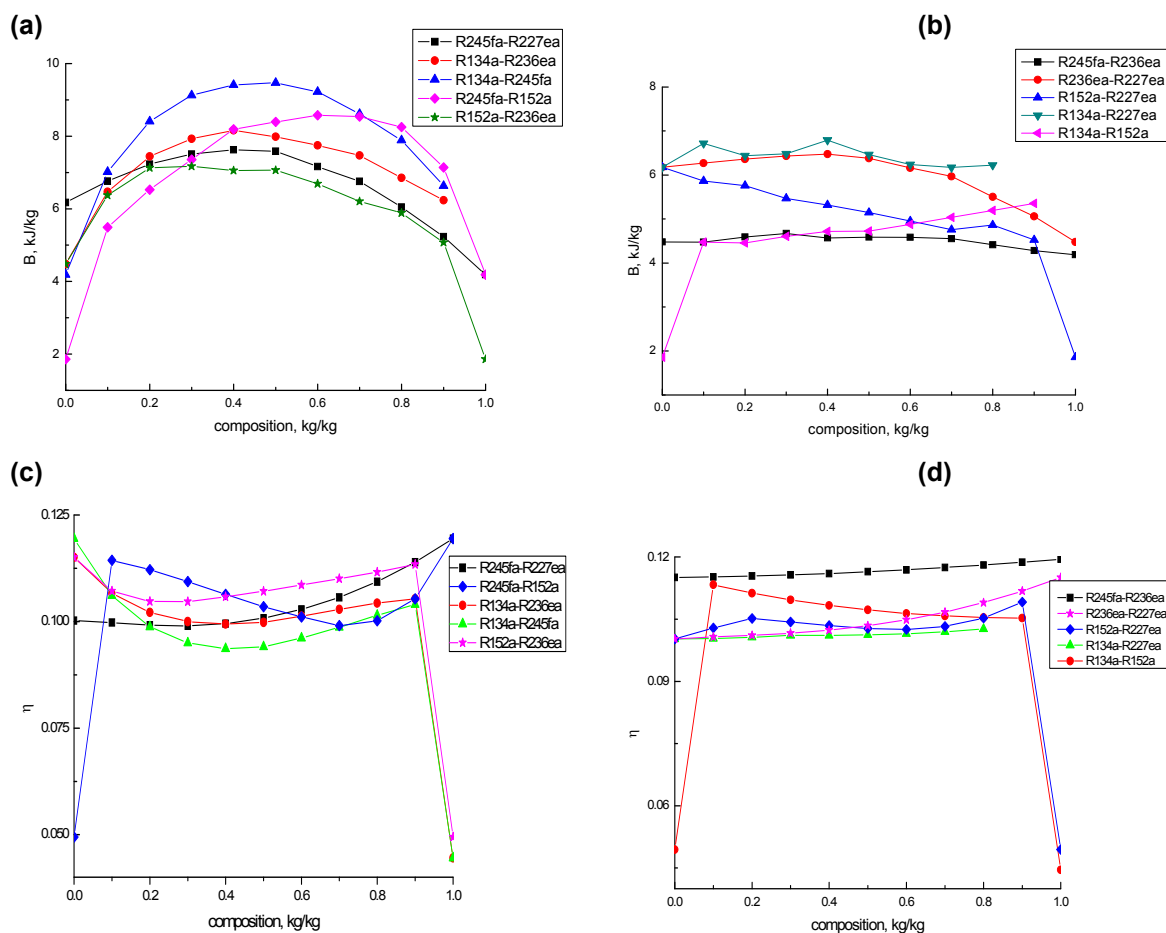 (a)
R245fa-R227ea
R134a-R236ea
R134a-R245fa
R245fa-R152a
R152a-R236ea
10
8
6
4
2
B, kJ/kg
0.0 0.2 0.4 0.6 0.8 1.0
composition, kg/kg
(b)
R245fa-R236ea
R236ea-R227ea
R152a-R227ea
R134a-R227ea
R134a-R152a
8
6
4
2
B, kJ/kg
0.0 0.2 0.4 0.6 0.8 1.0
composition, kg/kg
(c)
R245fa-R227ea
R245fa-R152a
R134a-R236ea
R134a-R245fa
R152a-R236ea
0.125
0.100
0.075
0.050
η
0.0 0.2 0.4 0.6 0.8 1.0
composition, kg/kg
(d)
R245fa-R236ea
R236ea-R227ea
R152a-R227ea
R134a-R227ea
R134a-R152a
0.12
0.09
0.06
η
0.0 0.2 0.4 0.6 0.8 1.0
composition, kg/kg